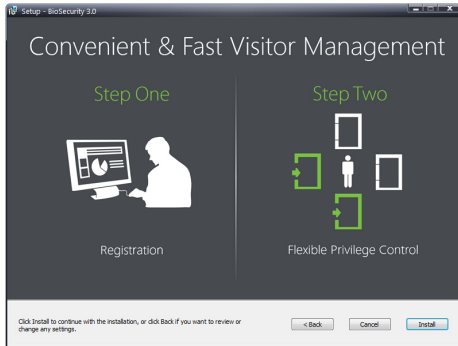 Setup - BioSecurity 3.0
Convenient & Fast Visitor Management
Step One
Step Two
Registration
Flexible Privilege Control
Click Install to continue with the installation, or click Back if you want to review or
change any settings.
< Back
Cancel
Install